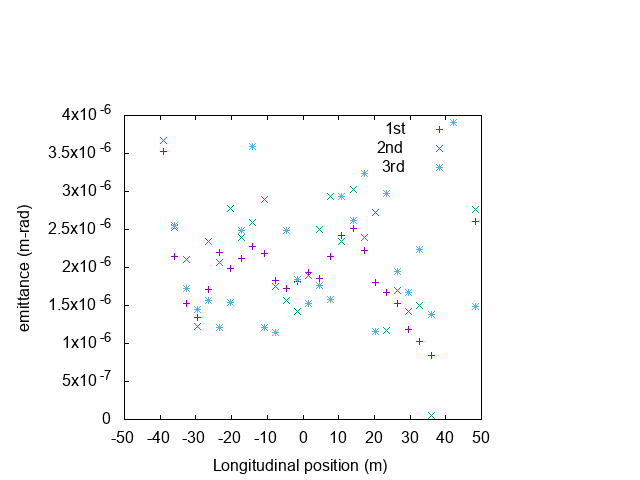 4x10^-6
3.5x10^-6
3x10^-6
2.5x10^-6
2x10^-6
1.5x10^-6
1x10^-6
5x10^-7
0
emittance (m-rad)
1st
2nd
3rd
-50 -40 -30 -20 -10 0 10 20 30 40 50
Longitudinal position (m)